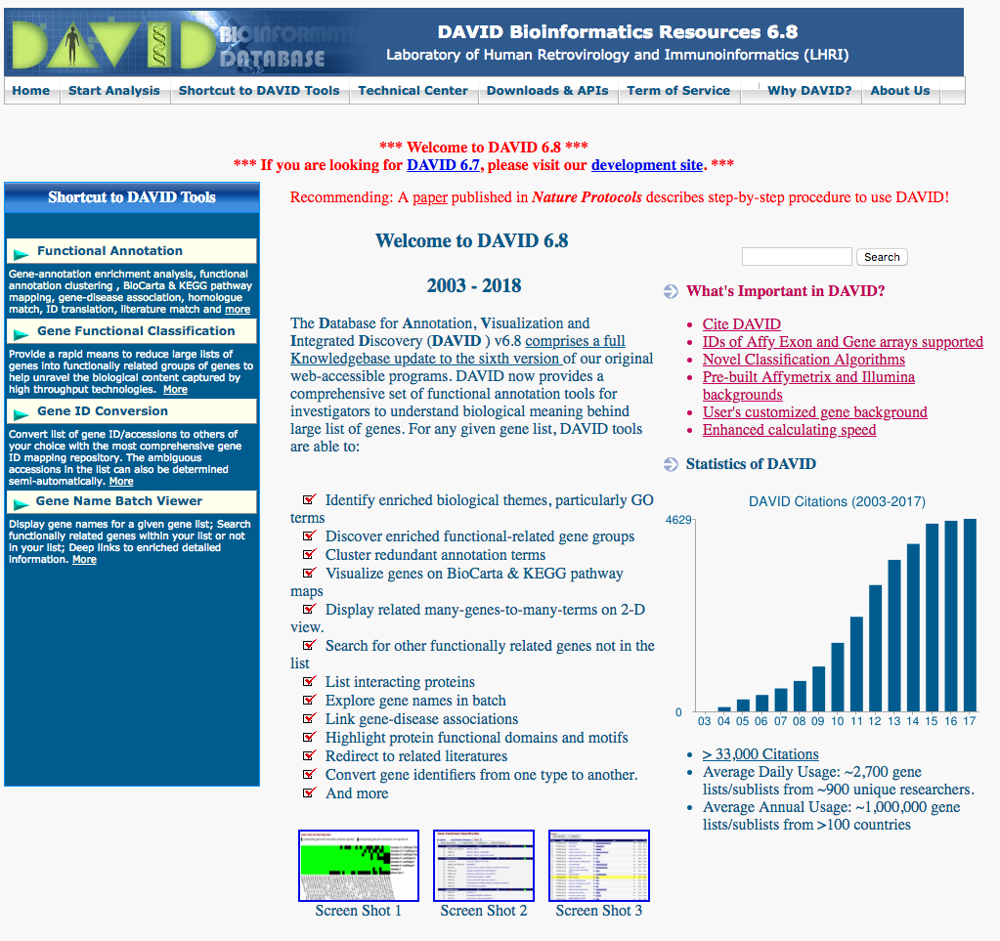 DAVID BIOINFORMATICS
DATABASE
DAVID Bioinformatics Resources 6.8
Laboratory of Human Retrovirology and Immunoinformatics (LHRI)
Home Start Analysis Shortcut to DAVID Tools Technical Center Downloads & APIs Term of Service Why DAVID? About Us
*** Welcome to DAVID 6.8 ***
*** If you are looking for DAVID 6.7, please visit our development site. ***
Shortcut to DAVID Tools
Functional Annotation
Gene-annotation enrichment analysis, functional
annotation clustering , BioCarta & KEGG pathway
mapping, gene-disease association, homologue
match, ID translation, literature match and more
Gene Functional Classification
Provide a rapid means to reduce large lists of
genes into functionally related groups of genes to
help unravel the biological content captured by
high throughput technologies. More
Gene ID Conversion
Convert list of gene ID/accessions to others of
your choice with the most comprehensive gene
ID mapping repository. The ambiguous
accessions in the list can also be determined
semi-automatically. More
Gene Name Batch Viewer
Display gene names for a given gene list; Search
functionally related genes within your list or not
in your list; Deep links to enriched detailed
information. More
Recommending: A paper published in Nature Protocols describes step-by-step procedure to use DAVID!
Welcome to DAVID 6.8
2003 - 2018
The Database for Annotation, Visualization and
Integrated Discovery (DAVID ) v6.8 comprises a full
Knowledgebase update to the sixth version of our original
web-accessible programs. DAVID now provides a
comprehensive set of functional annotation tools for
investigators to understand biological meaning behind
large list of genes. For any given gene list, DAVID tools
are able to:
Identify enriched biological themes, particularly GO
terms
Discover enriched functional-related gene groups
Cluster redundant annotation terms
Visualize genes on BioCarta & KEGG pathway
maps
Display related many-genes-to-many-terms on 2-D
view.
Search for other functionally related genes not in the
list
List interacting proteins
Explore gene names in batch
Link gene-disease associations
Highlight protein functional domains and motifs
Redirect to related literatures
Convert gene identifiers from one type to another.
And more
Screen Shot 1 Screen Shot 2 Screen Shot 3
Search
What's Important in DAVID?
• Cite DAVID
• IDs of Affy Exon and Gene arrays supported
• Novel Classification Algorithms
• Pre-built Affymetrix and Illumina
backgrounds
• User's customized gene background
• Enhanced calculating speed
Statistics of DAVID
DAVID Citations (2003-2017)
4629
0
03 04 05 06 07 08 09 10 11 12 13 14 15 16 17
• > 33,000 Citations
• Average Daily Usage: ~2,700 gene
lists/sublists from ~900 unique researchers.
• Average Annual Usage: ~1,000,000 gene
lists/sublists from >100 countries